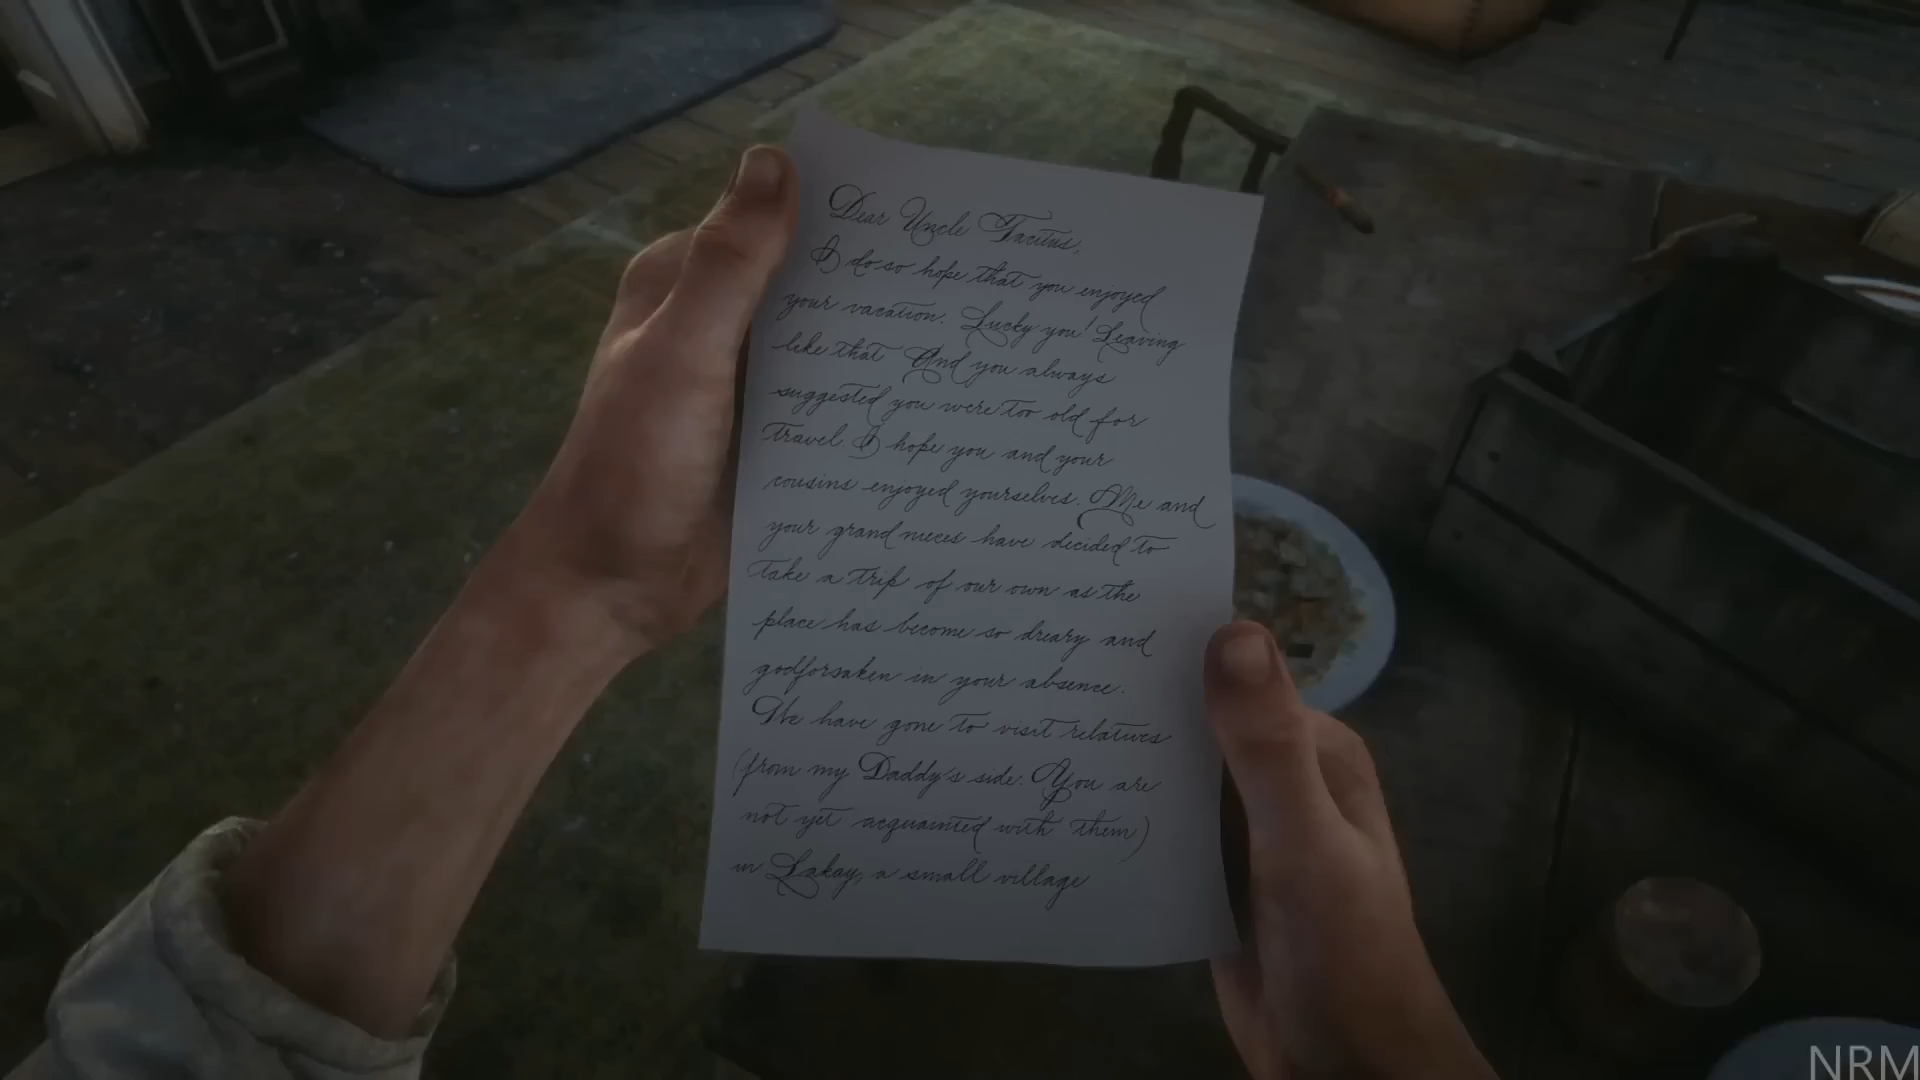 Dear Uncle Tacitus,
I do so hope that you enjoyed
your vacation. Lucky you! Leaving
like that And you always
suggested you were too old for
travel I hope you and your
cousins enjoyed yourselves. Me and
your grand nieces have decided to
take a trip of our own as the
place has become so dreary and
godforsaken in your absence.
We have gone to visit relatives
(from my Daddy's side. You are
not yet acquainted with them)
in Lakay, a small village
NRM